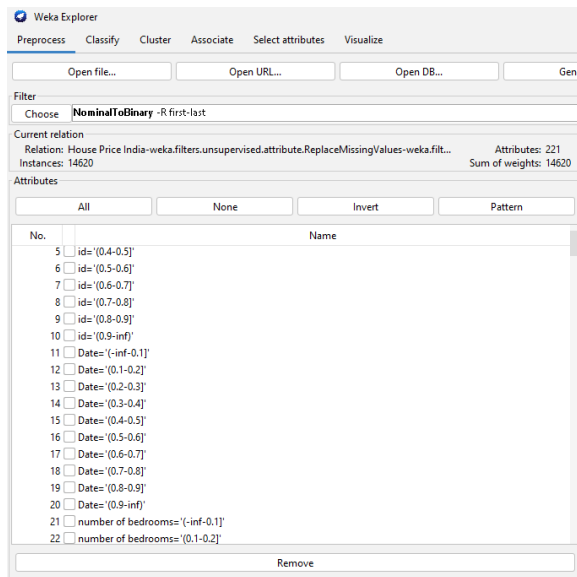 Weka Explorer
Preprocess Classify Cluster Associate Select attributes Visualize
Open file... Open URL... Open DB... Gen
Filter
Choose NominalToBinary -R first-last
Current relation
Relation: House Price India-weka.filters.unsupervised.attribute.ReplaceMissingValues-weka.filt... Attributes: 221
Instances: 14620 Sum of weights: 14620
Attributes
All None Invert Pattern
No. Name
5 id='(0.4-0.5]'
6 id='(0.5-0.6]'
7 id='(0.6-0.7]'
8 id='(0.7-0.8]'
9 id='(0.8-0.9]'
10 id='(0.9-inf)'
11 Date='(-inf-0.1]'
12 Date='(0.1-0.2]'
13 Date='(0.2-0.3]'
14 Date='(0.3-0.4]'
15 Date='(0.4-0.5]'
16 Date='(0.5-0.6]'
17 Date='(0.6-0.7]'
18 Date='(0.7-0.8]'
19 Date='(0.8-0.9]'
20 Date='(0.9-inf)'
21 number of bedrooms='(-inf-0.1]'
22 number of bedrooms='(0.1-0.2]'
Remove